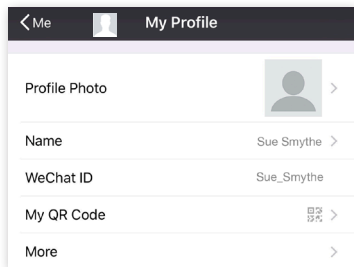 Me My Profile
Profile Photo
Name Sue Smythe
WeChat ID Sue_Smythe
My QR Code
More